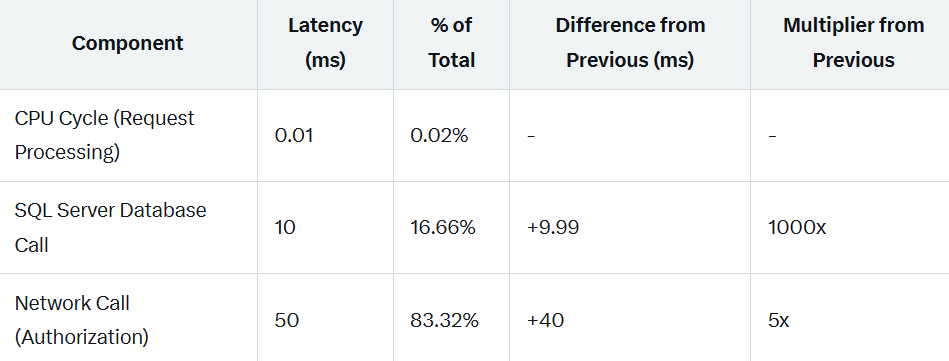 Component
Latency
(ms)
% of
Total
Difference from
Previous (ms)
Multiplier from
Previous
CPU Cycle (Request
Processing)
0.01
0.02%
-
-
SQL Server Database
Call
10
16.66%
+9.99
1000x
Network Call
(Authorization)
50
83.32%
+40
5x